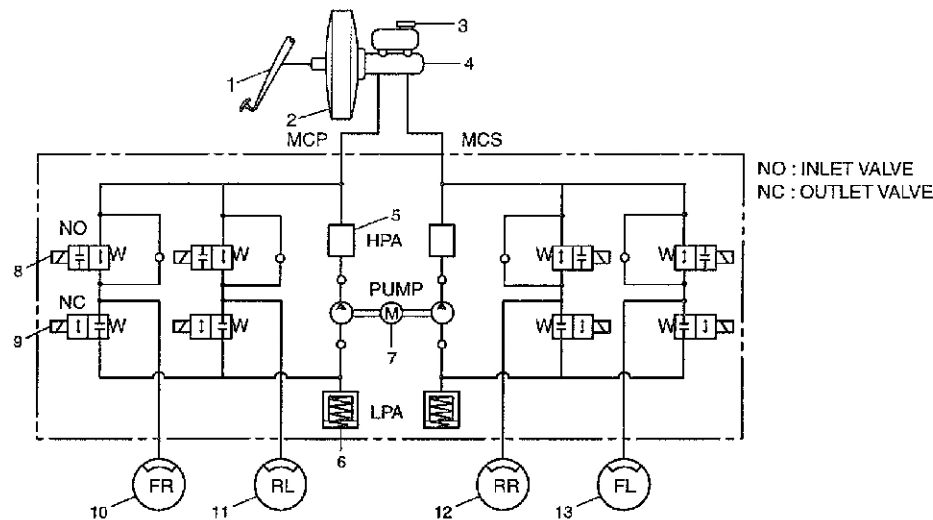 3
4
1
2
MCP MCS
NO : INLET VALVE
NC : OUTLET VALVE
5
NO HPA
8 W W W W
PUMP
NC
M
9 W W W W
7
LPA
6
FR RL RR FL
10 11 12 13